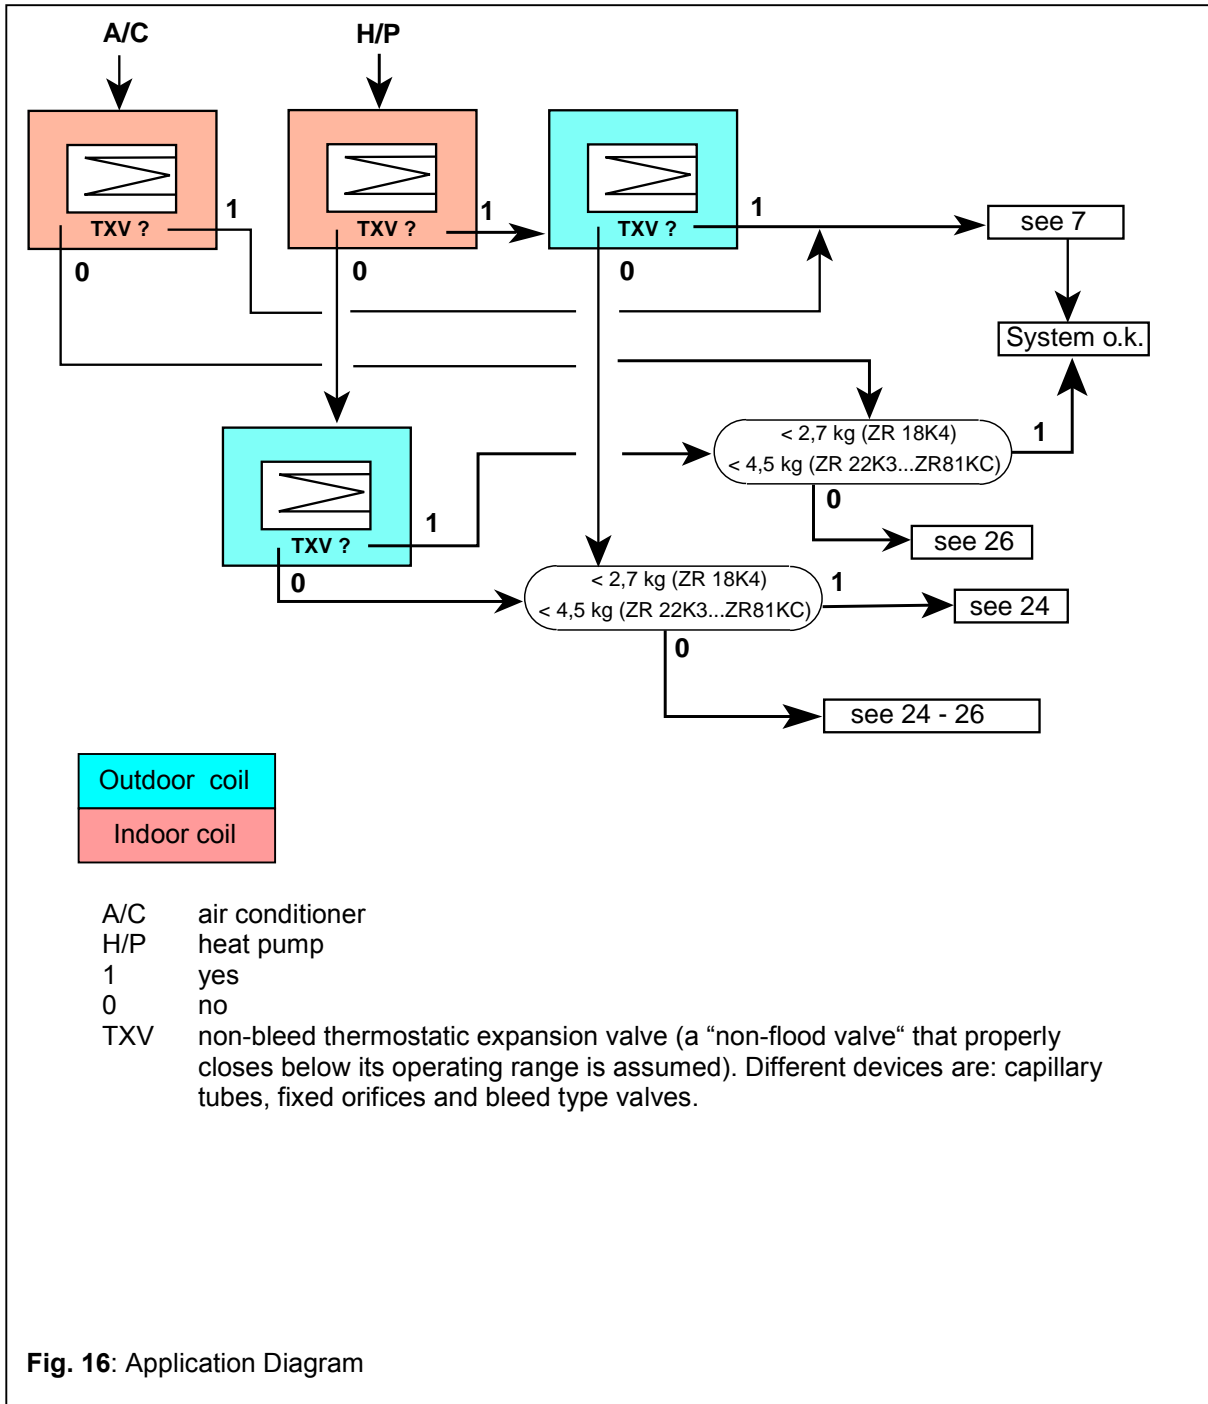 A/C
H/P
TXV ?
1
0
TXV ?
1
0
TXV ?
1
0
see 7
System o.k.
< 2,7 kg (ZR 18K4)
< 4,5 kg (ZR 22K3...ZR81KC)
1
0
see 26
TXV ?
1
0
< 2,7 kg (ZR 18K4)
< 4,5 kg (ZR 22K3...ZR81KC)
1
0
see 24
see 24 - 26
Outdoor coil
Indoor coil
A/C air conditioner
H/P heat pump
1 yes
0 no
TXV non-bleed thermostatic expansion valve (a “non-flood valve“ that properly
closes below its operating range is assumed). Different devices are: capillary
tubes, fixed orifices and bleed type valves.
Fig. 16: Application Diagram